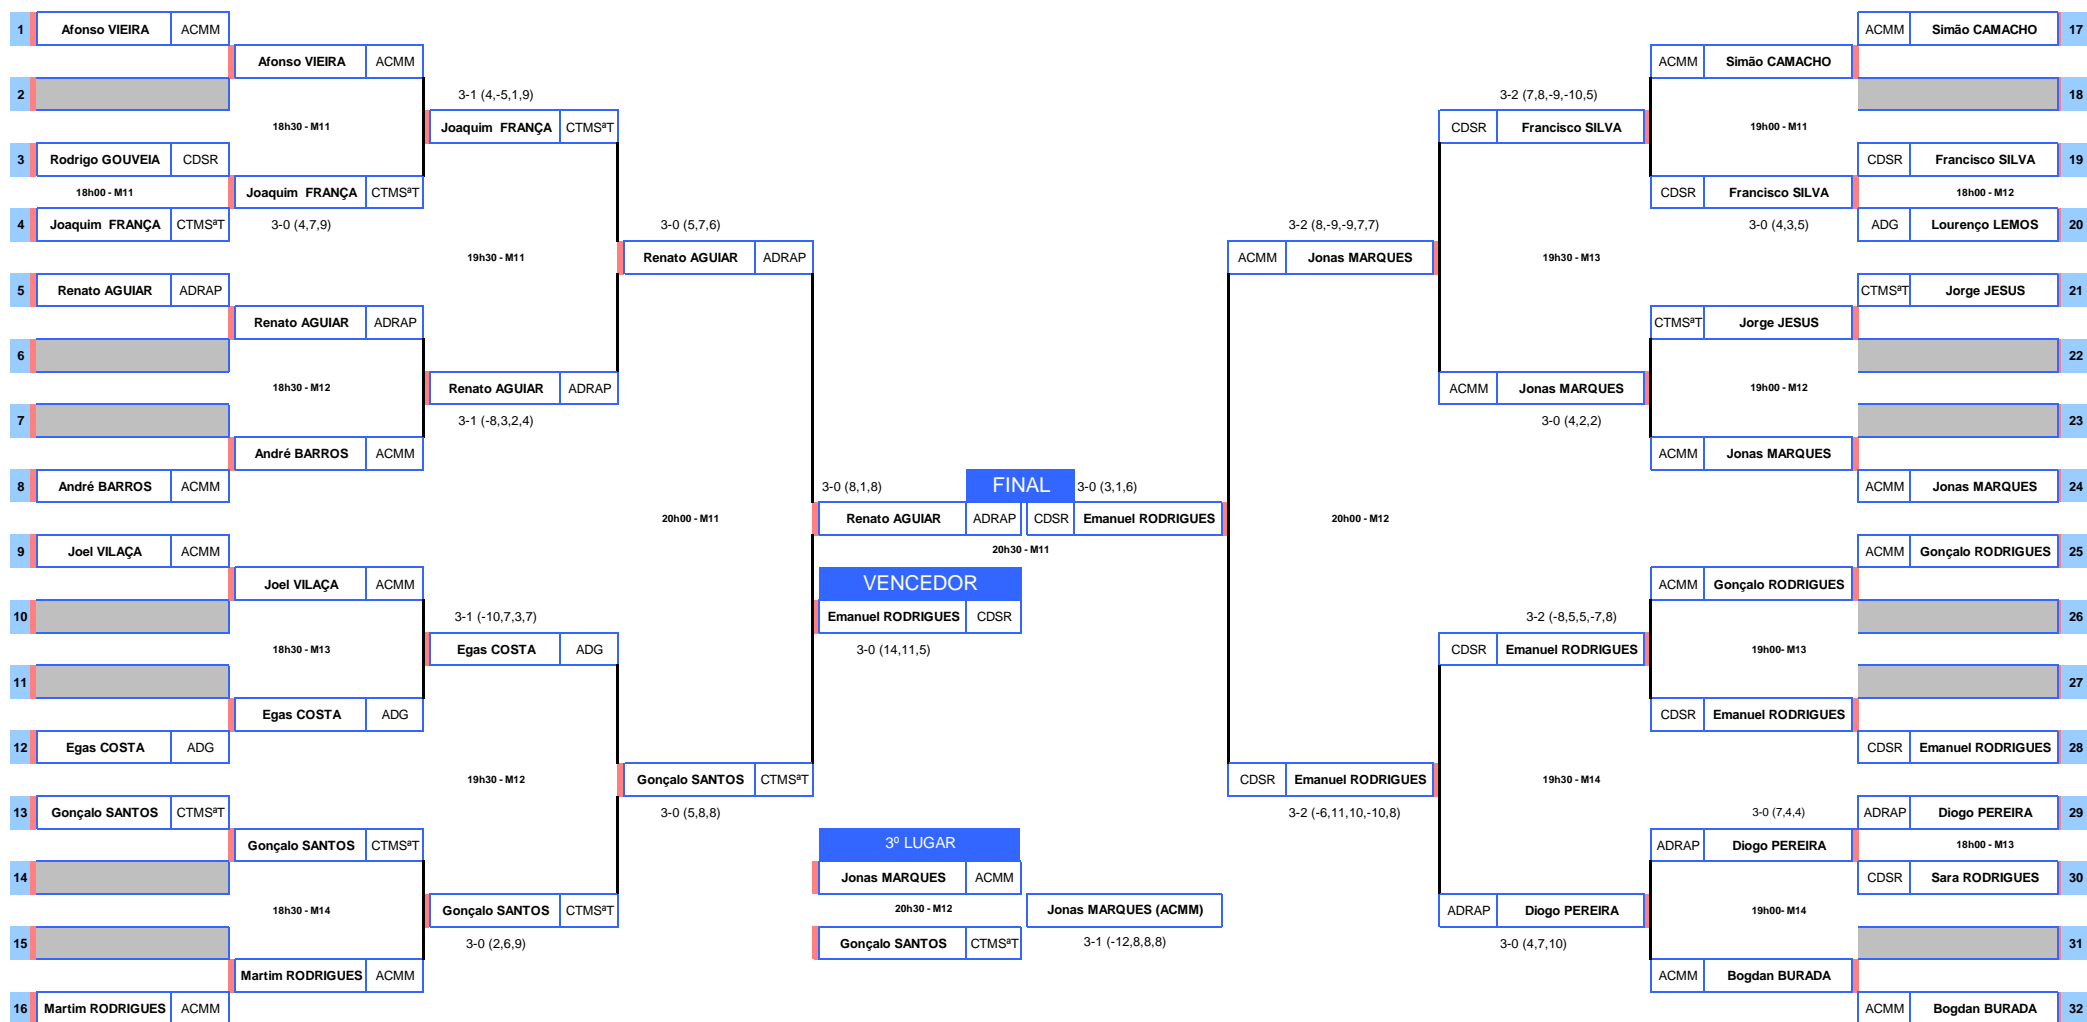 1 Afonso VIEIRA ACMM
Afonso VIEIRA ACMM
2
18h30 - M11
3 Rodrigo GOUVEIA CDSR
18h00 - M11
Joaquim FRANÇA CTMSªT
4 Joaquim FRANÇA CTMSªT
3-0 (4,7,9)
3-1 (4,-5,1,9)
Joaquim FRANÇA CTMSªT
19h30 - M11
5 Renato AGUIAR ADRAP
Renato AGUIAR ADRAP
6
18h30 - M12
7
André BARROS ACMM
8 André BARROS ACMM
Renato AGUIAR ADRAP
3-1 (-8,3,2,4)
3-0 (5,7,6)
Renato AGUIAR ADRAP
20h00 - M11
9 Joel VILAÇA ACMM
Joel VILAÇA ACMM
10
18h30 - M13
11
Egas COSTA ADG
12 Egas COSTA ADG
3-1 (-10,7,3,7)
Egas COSTA ADG
19h30 - M12
13 Gonçalo SANTOS CTMSªT
Gonçalo SANTOS CTMSªT
14
18h30 - M14
15
Martim RODRIGUES ACMM
16 Martim RODRIGUES ACMM
Gonçalo SANTOS CTMSªT
3-0 (2,6,9)
Gonçalo SANTOS CTMSªT
3-0 (5,8,8)
3-0 (8,1,8)
FINAL
3-0 (3,1,6)
Renato AGUIAR ADRAP CDSR Emanuel RODRIGUES
20h30 - M11
VENCEDOR
Emanuel RODRIGUES CDSR
3-0 (14,11,5)
3º LUGAR
Jonas MARQUES ACMM
20h30 - M12
Jonas MARQUES (ACMM)
Gonçalo SANTOS CTMSªT
3-1 (-12,8,8,8)
3-2 (8,-9,-9,7,7)
ACMM Jonas MARQUES
20h00 - M12
CDSR Emanuel RODRIGUES
3-2 (-6,11,10,-10,8)
3-2 (7,8,-9,-10,5)
CDSR Francisco SILVA
19h30 - M13
ACMM Jonas MARQUES
3-0 (4,2,2)
3-2 (-8,5,5,-7,8)
CDSR Emanuel RODRIGUES
19h30 - M14
ADRAP Diogo PEREIRA
3-0 (4,7,10)
ACMM Simão CAMACHO 17
ACMM Simão CAMACHO
18
19h00 - M11
CDSR Francisco SILVA 19
CDSR Francisco SILVA
18h00 - M12
3-0 (4,3,5)
ADG Lourenço LEMOS 20
CTMSªT Jorge JESUS 21
CTMSªT Jorge JESUS
22
19h00 - M12
23
ACMM Jonas MARQUES
ACMM Jonas MARQUES 24
ACMM Gonçalo RODRIGUES 25
ACMM Gonçalo RODRIGUES
26
19h00- M13
27
CDSR Emanuel RODRIGUES
CDSR Emanuel RODRIGUES 28
3-0 (7,4,4)
ADRAP Diogo PEREIRA 29
ADRAP Diogo PEREIRA
18h00 - M13
CDSR Sara RODRIGUES 30
19h00- M14
31
ACMM Bogdan BURADA
ACMM Bogdan BURADA 32